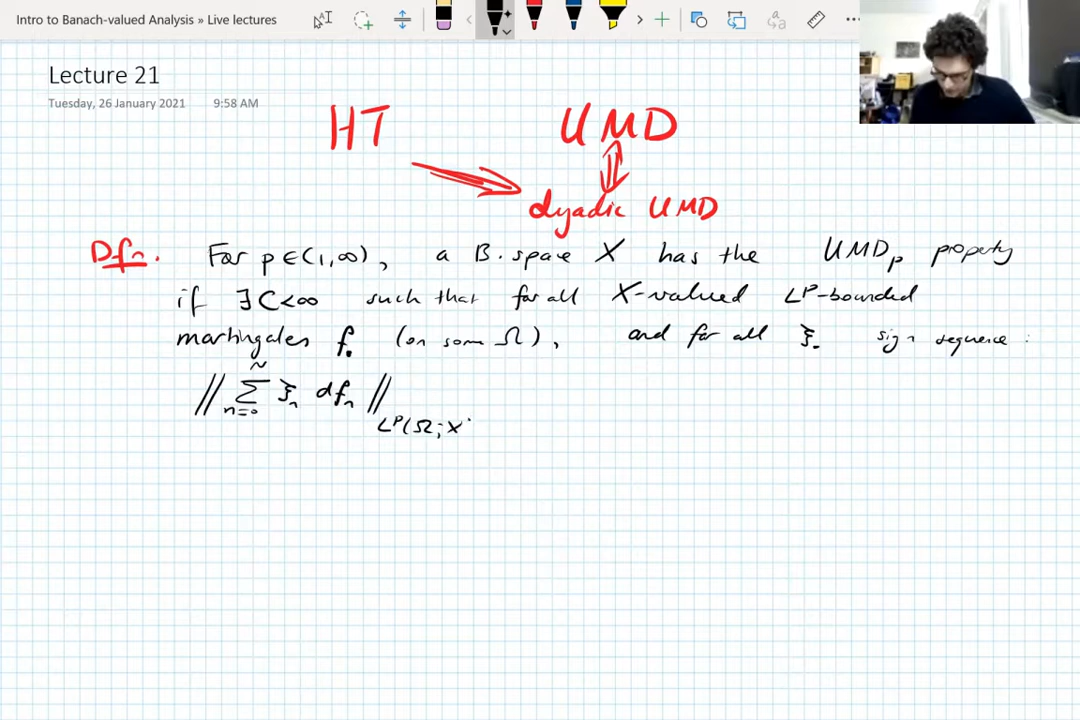 Intro to Banach-valued Analysis » Live lectures
Lecture 21
Tuesday, 26 January 2021 9:58 AM
HT UMD
dyadic UMD
Dfn. For p∈(1,∞), a B. space X has the UMD_p property
if ∃C<∞ such that for all X-valued L^p-bounded
martingales f. (on some Ω), and for all ξ. sign sequence:
‖ ∑_{n=0}^{N} ξ_n df_n ‖_{L^p(Ω;X